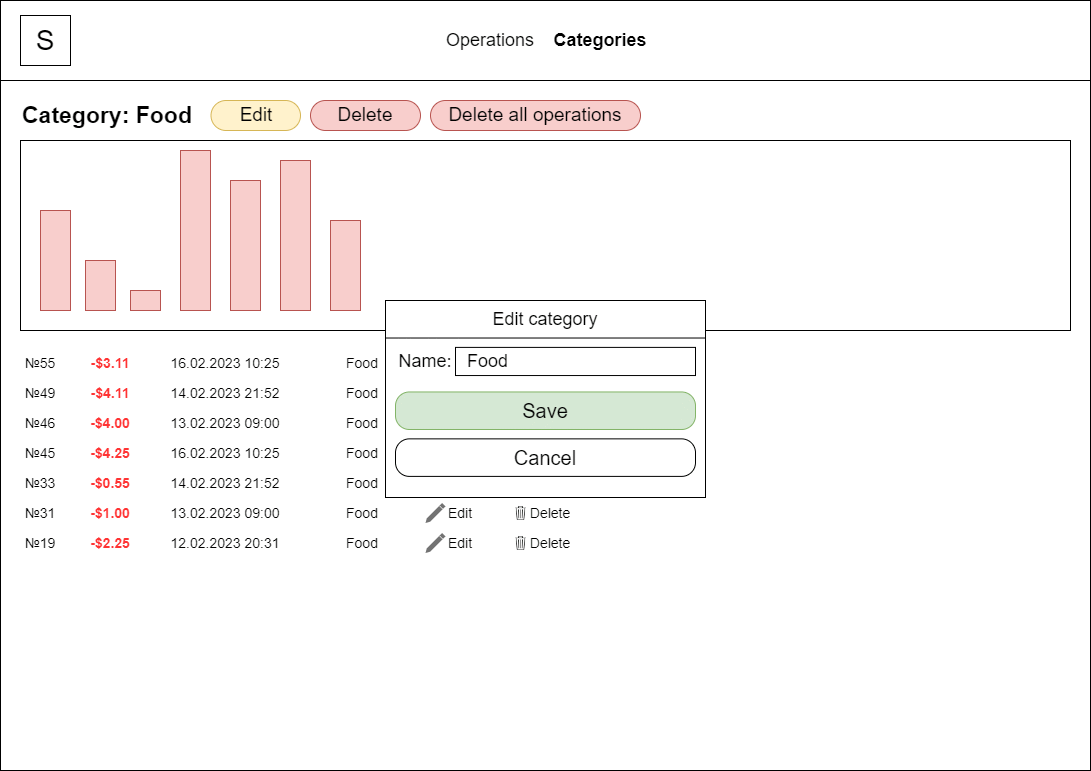 S
Operations Categories
Category: Food Edit Delete Delete all operations
Edit category
Name: Food
Save
Cancel
№55 -$3.11 16.02.2023 10:25 Food
№49 -$4.11 14.02.2023 21:52 Food
№46 -$4.00 13.02.2023 09:00 Food
№45 -$4.25 16.02.2023 10:25 Food
№33 -$0.55 14.02.2023 21:52 Food
№31 -$1.00 13.02.2023 09:00 Food Edit Delete
№19 -$2.25 12.02.2023 20:31 Food Edit Delete